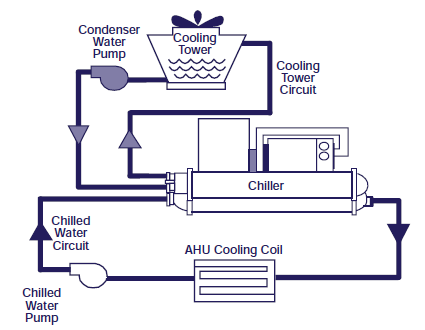 Condenser
Water
Pump
Cooling
Tower
Cooling
Tower
Circuit
Chiller
Chilled
Water
Circuit
AHU Cooling Coil
Chilled
Water
Pump